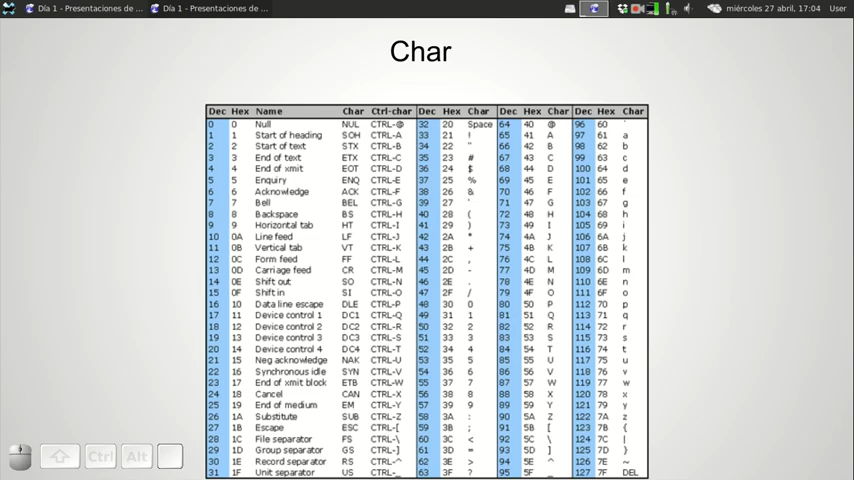 Día 1 - Presentaciones de ...
Día 1 - Presentaciones de ...
miércoles 27 abril, 17:04 User
Char
Dec Hex Name Char Ctrl-char Dec Hex Char Dec Hex Char Dec Hex Char
0 0 Null NUL CTRL-@ 32 20 Space 64 40 @ 96 60 `
1 1 Start of heading SOH CTRL-A 33 21 ! 65 41 A 97 61 a
2 2 Start of text STX CTRL-B 34 22 " 66 42 B 98 62 b
3 3 End of text ETX CTRL-C 35 23 # 67 43 C 99 63 c
4 4 End of xmit EOT CTRL-D 36 24 $ 68 44 D 100 64 d
5 5 Enquiry ENQ CTRL-E 37 25 % 69 45 E 101 65 e
6 6 Acknowledge ACK CTRL-F 38 26 & 70 46 F 102 66 f
7 7 Bell BEL CTRL-G 39 27 ' 71 47 G 103 67 g
8 8 Backspace BS CTRL-H 40 28 ( 72 48 H 104 68 h
9 9 Horizontal tab HT CTRL-I 41 29 ) 73 49 I 105 69 i
10 0A Line feed LF CTRL-J 42 2A * 74 4A J 106 6A j
11 0B Vertical tab VT CTRL-K 43 2B + 75 4B K 107 6B k
12 0C Form feed FF CTRL-L 44 2C , 76 4C L 108 6C l
13 0D Carriage feed CR CTRL-M 45 2D - 77 4D M 109 6D m
14 0E Shift out SO CTRL-N 46 2E . 78 4E N 110 6E n
15 0F Shift in SI CTRL-O 47 2F / 79 4F O 111 6F o
16 10 Data line escape DLE CTRL-P 48 30 0 80 50 P 112 70 p
17 11 Device control 1 DC1 CTRL-Q 49 31 1 81 51 Q 113 71 q
18 12 Device control 2 DC2 CTRL-R 50 32 2 82 52 R 114 72 r
19 13 Device control 3 DC3 CTRL-S 51 33 3 83 53 S 115 73 s
20 14 Device control 4 DC4 CTRL-T 52 34 4 84 54 T 116 74 t
21 15 Neg acknowledge NAK CTRL-U 53 35 5 85 55 U 117 75 u
22 16 Synchronous idle SYN CTRL-V 54 36 6 86 56 V 118 76 v
23 17 End of xmit block ETB CTRL-W 55 37 7 87 57 W 119 77 w
24 18 Cancel CAN CTRL-X 56 38 8 88 58 X 120 78 x
25 19 End of medium EM CTRL-Y 57 39 9 89 59 Y 121 79 y
26 1A Substitute SUB CTRL-Z 58 3A : 90 5A Z 122 7A z
27 1B Escape ESC CTRL-[ 59 3B ; 91 5B [ 123 7B {
28 1C File separator FS CTRL-\ 60 3C < 92 5C \ 124 7C |
29 1D Group separator GS CTRL-] 61 3D = 93 5D ] 125 7D }
30 1E Record separator RS CTRL-^ 62 3E > 94 5E ^ 126 7E ~
31 1F Unit separator US CTRL-_ 63 3F ? 95 5F _ 127 7F DEL
Ctrl Alt